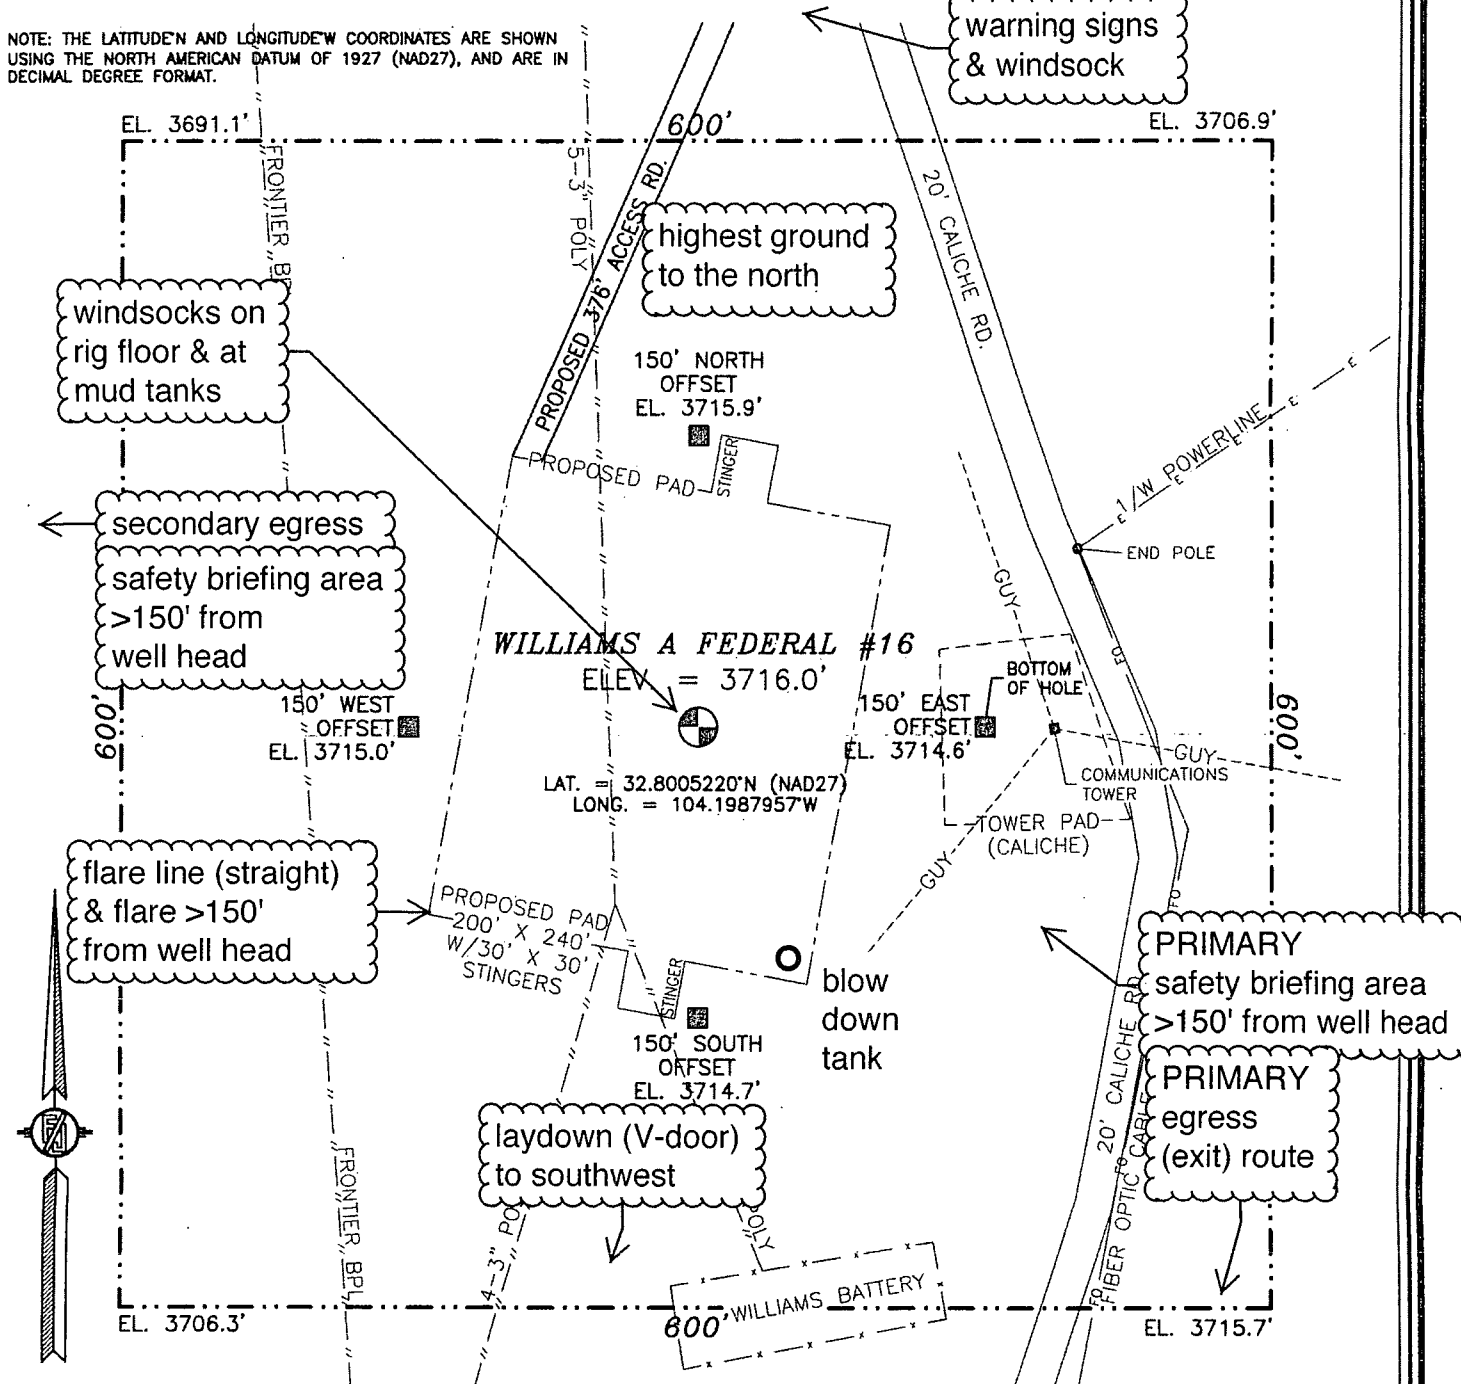 warning signs
& windsock
NOTE: THE LATITUDE°N AND LONGITUDE°W COORDINATES ARE SHOWN
USING THE NORTH AMERICAN DATUM OF 1927 (NAD27), AND ARE IN
DECIMAL DEGREE FORMAT.
EL. 3691.1'
600'
EL. 3706.9'
FRONTIER BPL
5-3" POLY
PROPOSED 376' ACCESS RD.
20' CALICHE RD.
highest ground
to the north
windsocks on
rig floor & at
mud tanks
150' NORTH
OFFSET
EL. 3715.9'
PROPOSED PAD
STINGER
1/W POWERLINE
E
E
E
E
END POLE
secondary egress
safety briefing area
>150' from
well head
GUY
FO
WILLIAMS A FEDERAL #16
ELEV. = 3716.0'
BOTTOM
OF HOLE
600'
150' WEST
OFFSET
EL. 3715.0'
150' EAST
OFFSET
EL. 3714.6'
600'
GUY
COMMUNICATIONS
TOWER
LAT. = 32.8005220°N (NAD27)
LONG. = 104.1987957°W
TOWER PAD
(CALICHE)
GUY
flare line (straight)
& flare >150'
from well head
PROPOSED PAD
200' X 240'
W/30' X 30'
STINGERS
STINGER
FO
blow
down
tank
PRIMARY
safety briefing area
>150' from well head
150' SOUTH
OFFSET
EL. 3714.7'
PRIMARY
egress
(exit) route
laydown (V-door)
to southwest
20' CALICHE RD.
FO
FIBER OPTIC CABLE
FO
FRONTIER BPL
4-3" PO
OLY
WILLIAMS BATTERY
EL. 3706.3'
600'
EL. 3715.7'